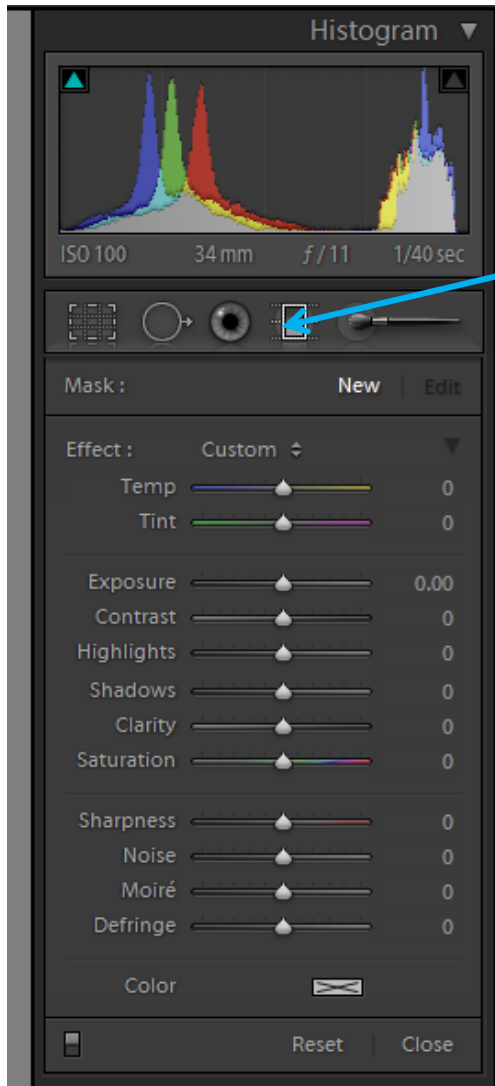 Histogram
ISO 100 34 mm ƒ / 11 1/40 sec
Mask : New Edit
Effect : Custom
Temp 0
Tint 0
Exposure 0.00
Contrast 0
Highlights 0
Shadows 0
Clarity 0
Saturation 0
Sharpness 0
Noise 0
Moiré 0
Defringe 0
Color
Reset Close